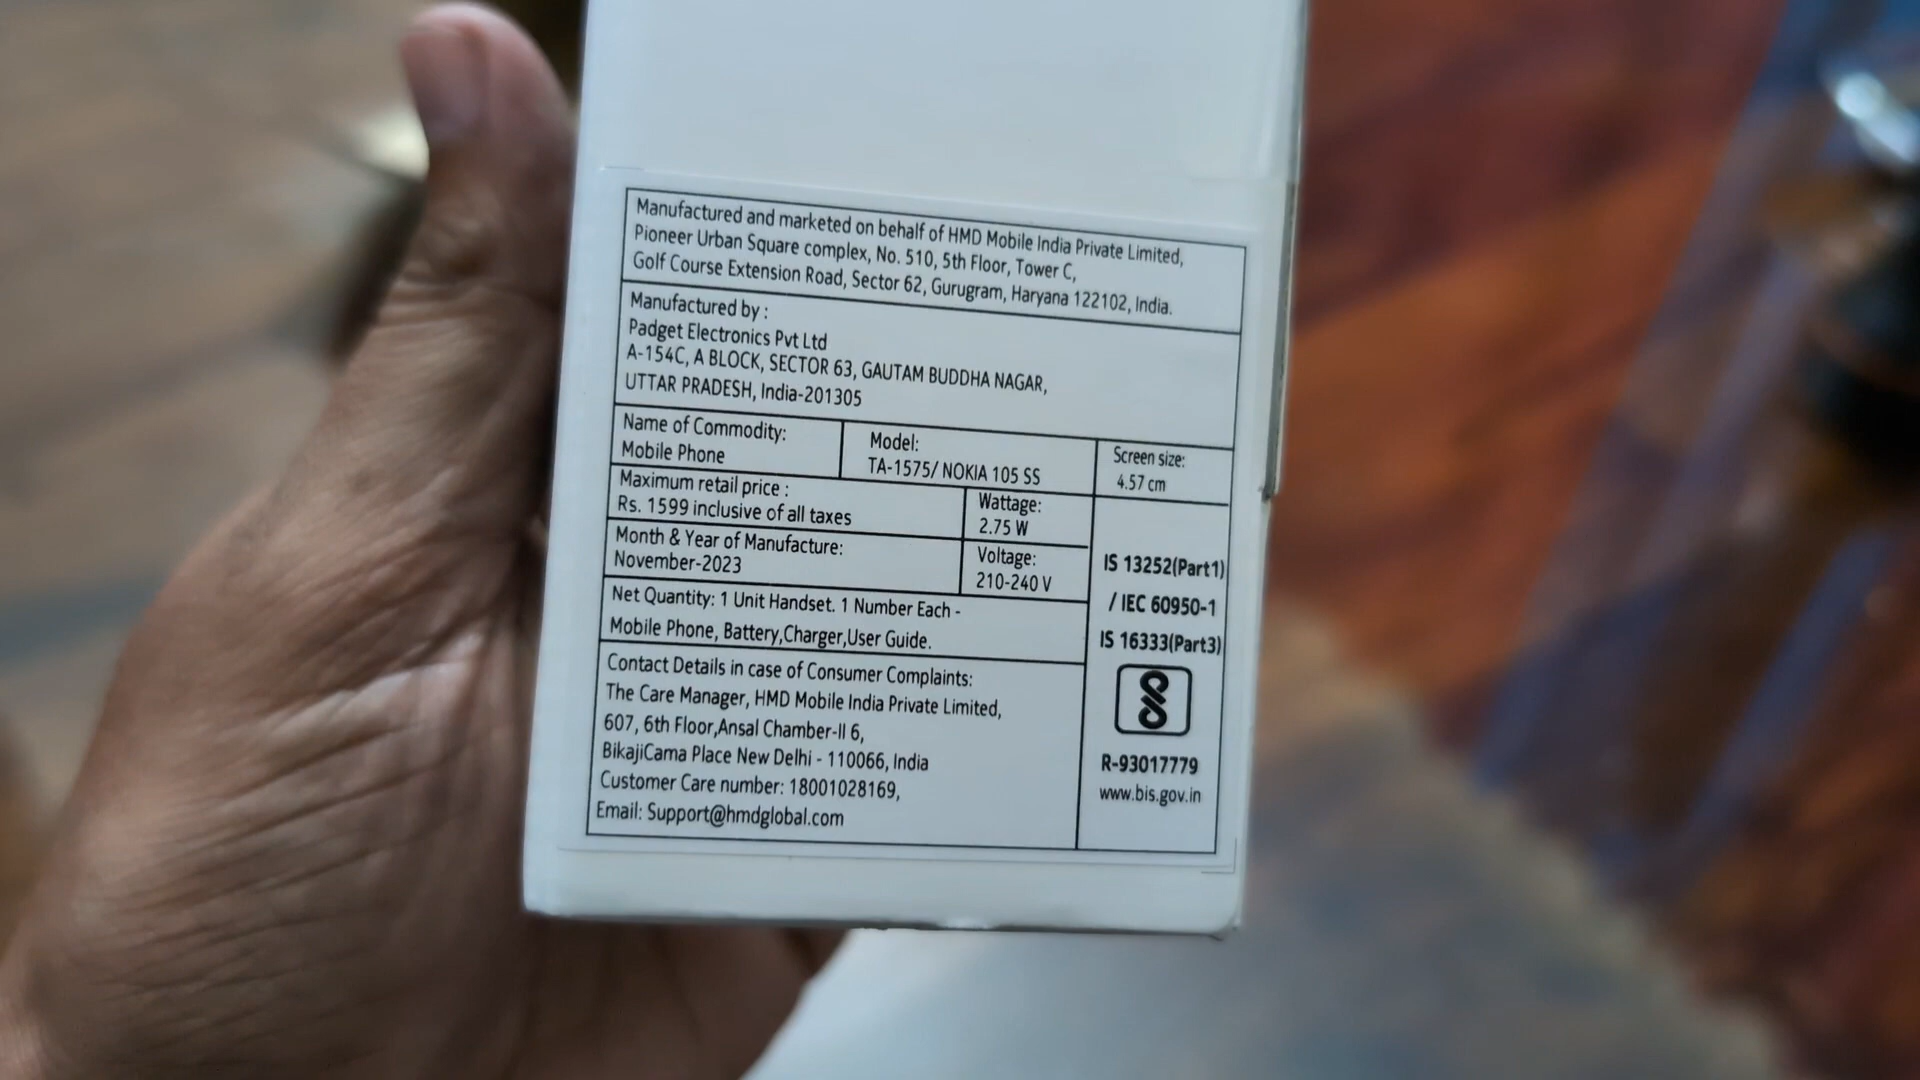 Manufactured and marketed on behalf of HMD Mobile India Private Limited,
Pioneer Urban Square complex, No. 510, 5th Floor, Tower C,
Golf Course Extension Road, Sector 62, Gurugram, Haryana 122102, India.
Manufactured by :
Padget Electronics Pvt Ltd
A-154C, A BLOCK, SECTOR 63, GAUTAM BUDDHA NAGAR,
UTTAR PRADESH, India-201305
Name of Commodity:
Mobile Phone
Model:
TA-1575/ NOKIA 105 SS
Screen size:
4.57 cm
Maximum retail price :
Rs. 1599 inclusive of all taxes
Wattage:
2.75 W
Month & Year of Manufacture:
November-2023
Voltage:
210-240 V
Net Quantity: 1 Unit Handset. 1 Number Each -
Mobile Phone, Battery,Charger,User Guide.
Contact Details in case of Consumer Complaints:
The Care Manager, HMD Mobile India Private Limited,
607, 6th Floor,Ansal Chamber-II 6,
BikajiCama Place New Delhi - 110066, India
Customer Care number: 18001028169,
Email: Support@hmdglobal.com
IS 13252(Part1)
/ IEC 60950-1
IS 16333(Part3)
R-93017779
www.bis.gov.in